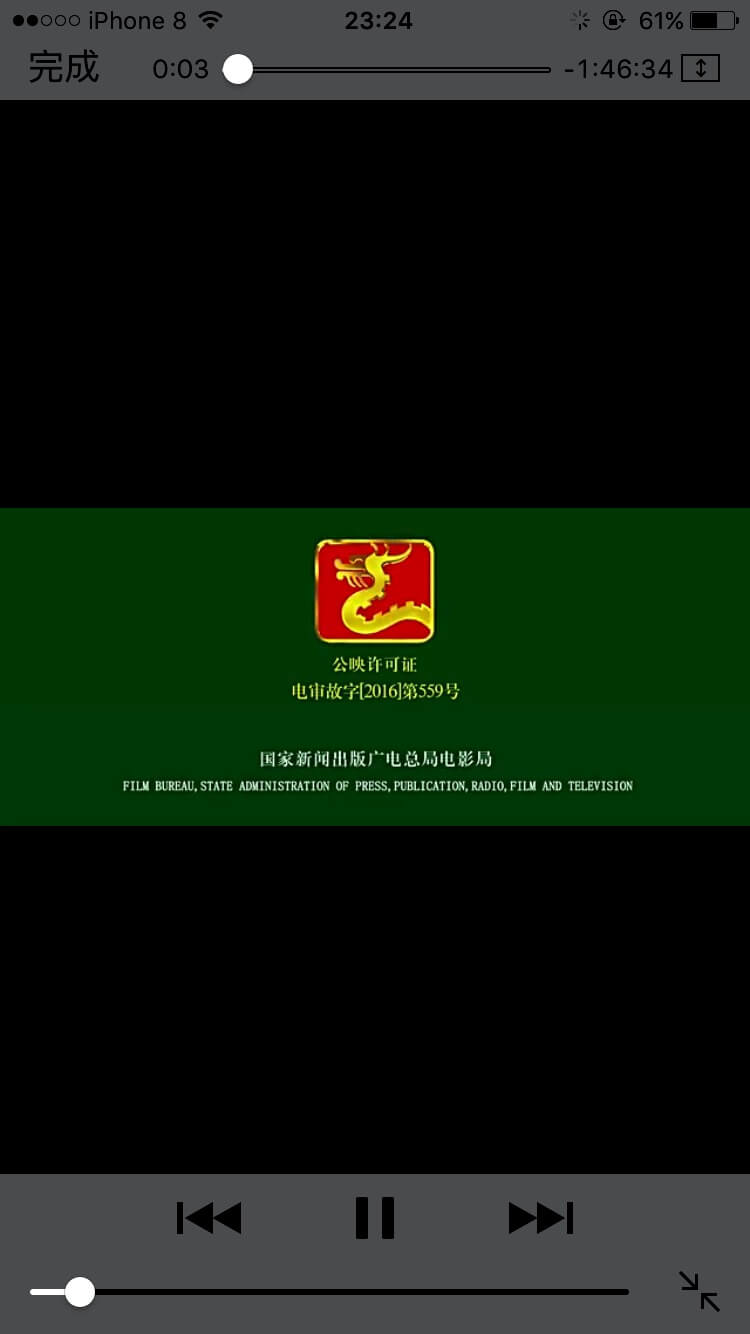 ●●○○○ iPhone 8 23:24 61%
完成 0:03 -1:46:34
公映许可证
电审故字[2016]第559号
国家新闻出版广电总局电影局
FILM BUREAU,STATE ADMINISTRATION OF PRESS,PUBLICATION,RADIO,FILM AND TELEVISION